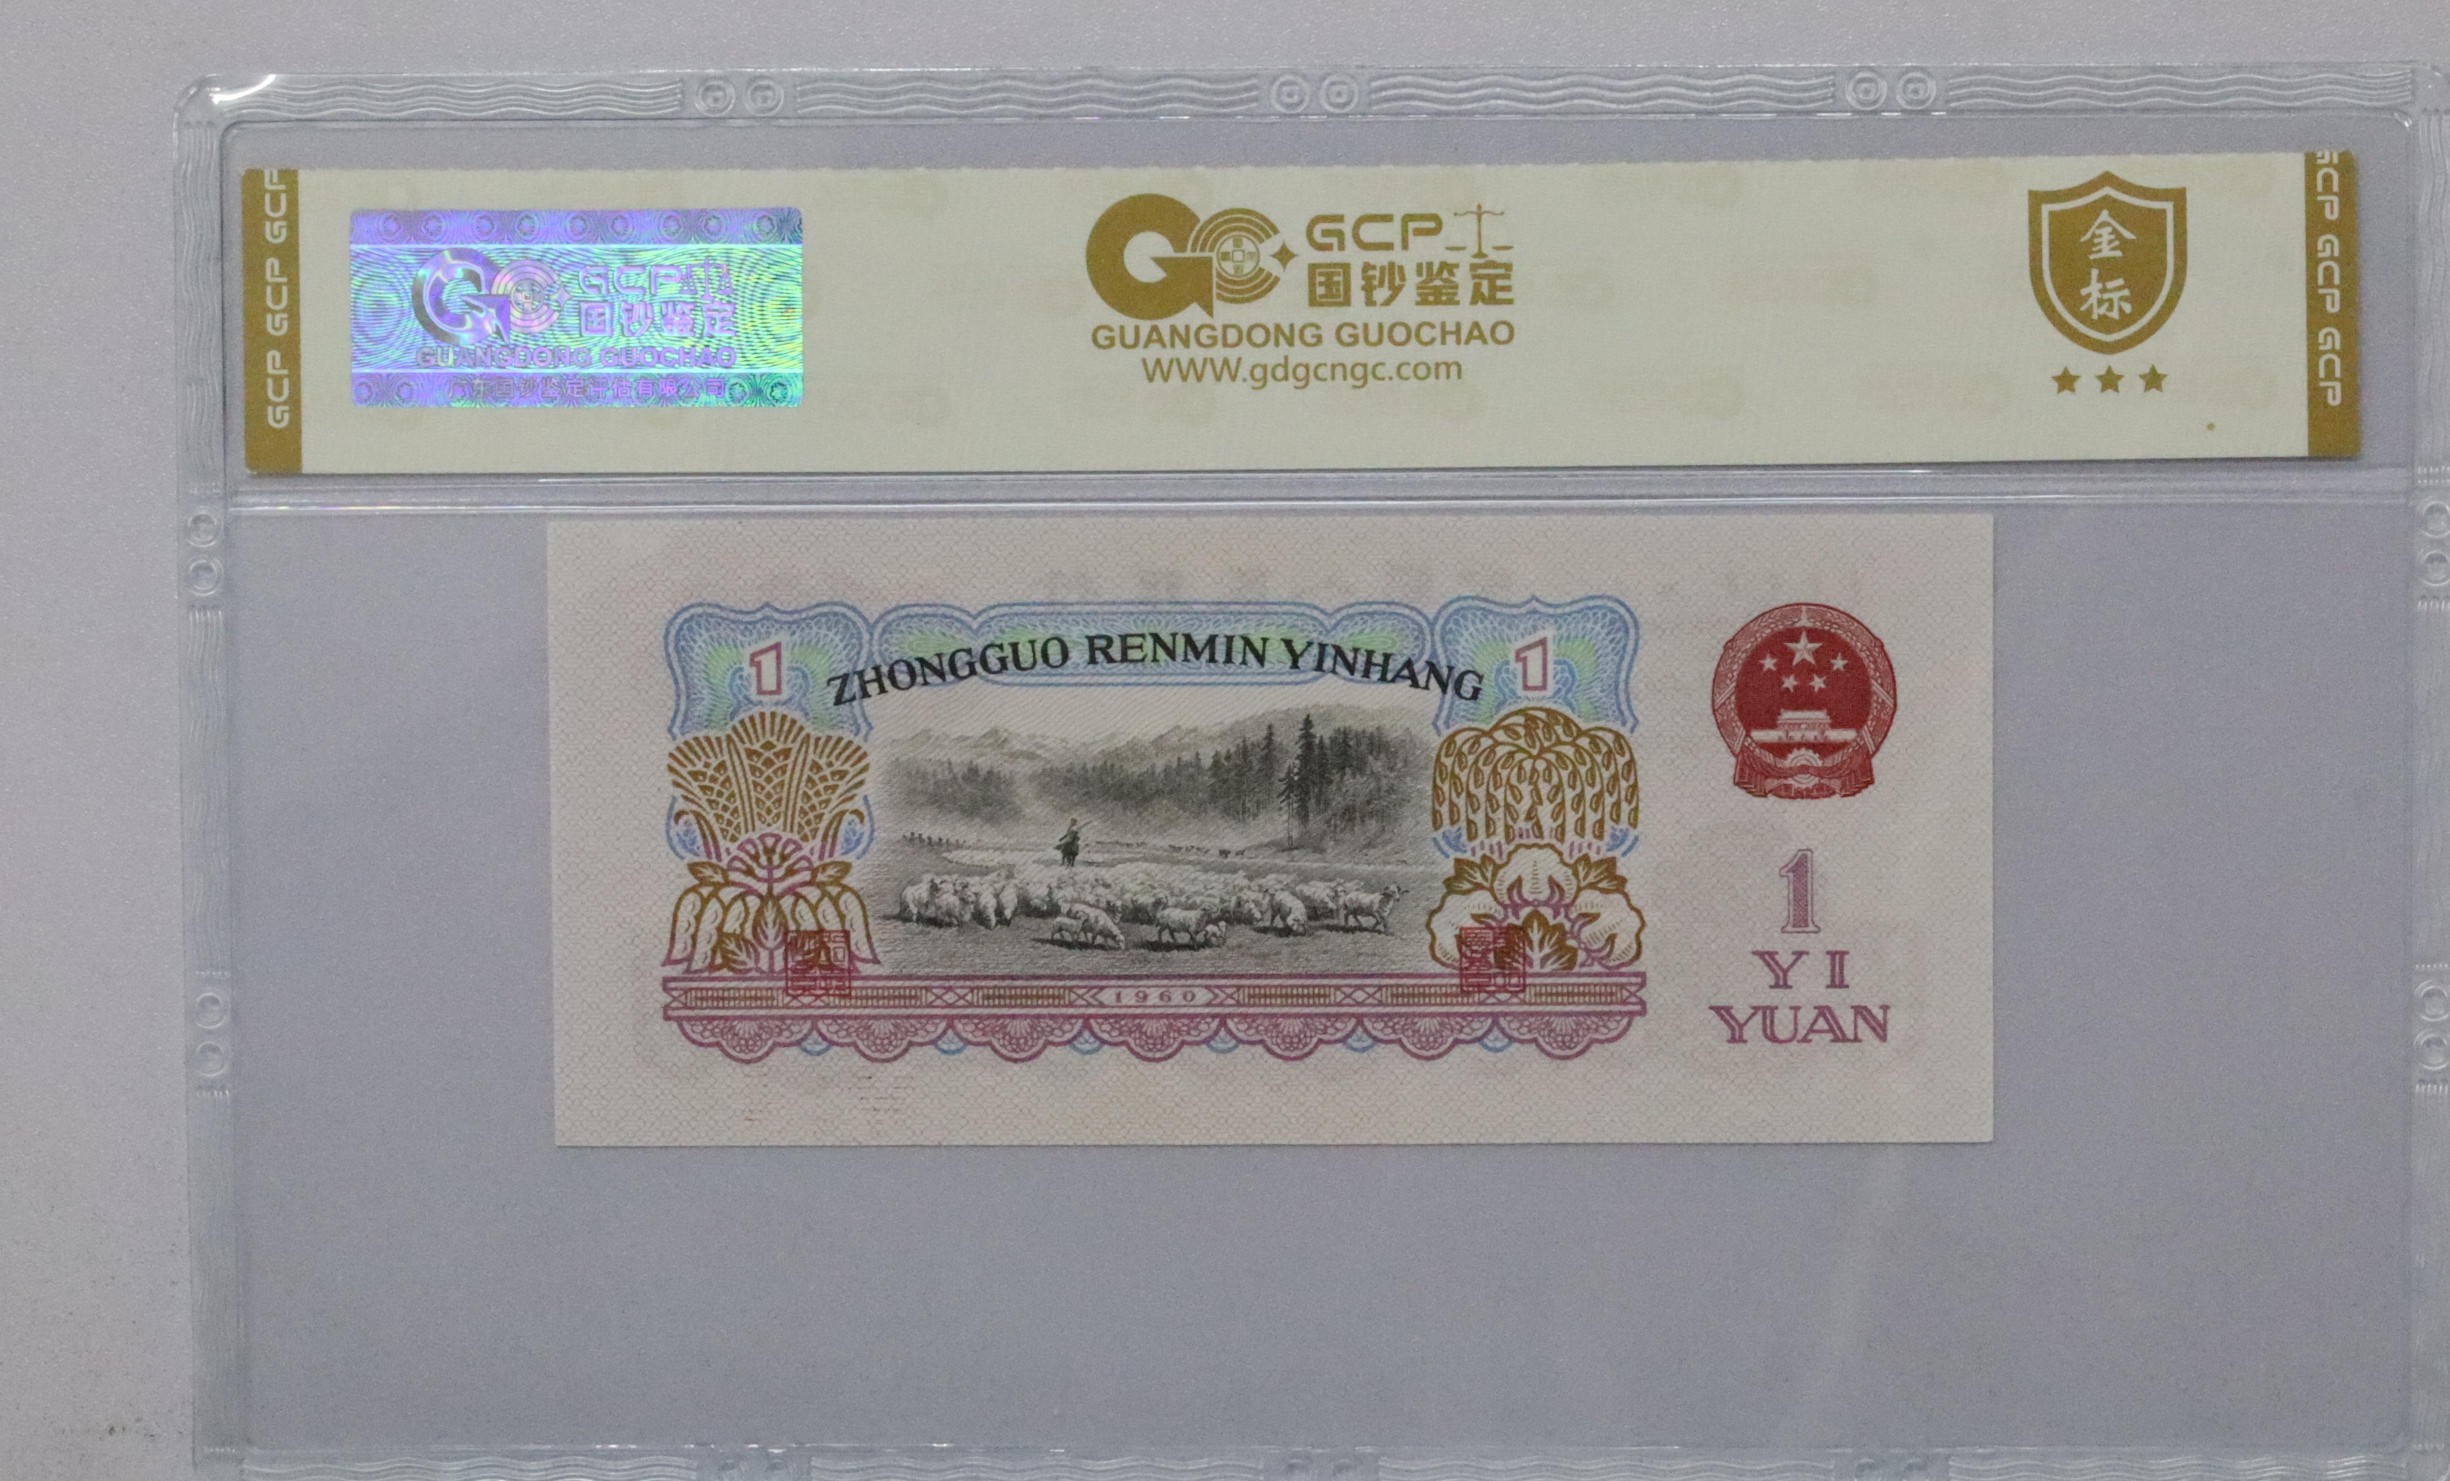 GCP GCP GCP
GCP
国钞鉴定
GUANGDONG GUOCHAO
广东国钞鉴定评估有限公司
GCP
国钞鉴定
GUANGDONG GUOCHAO
WWW.gdgcngc.com
金
标
GCP GCP GCP
1
ZHONGGUO RENMIN YINHANG
1
1960
1
YI
YUAN